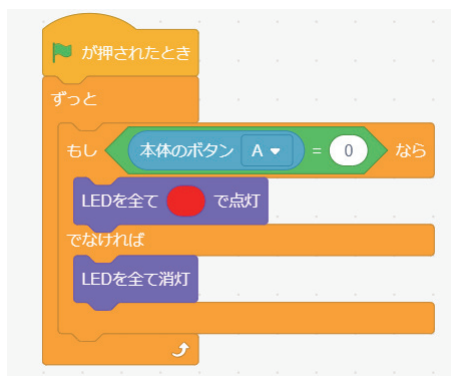 が押されたとき
ずっと
もし 本体のボタン A = 0 なら
LEDを全て で点灯
でなければ
LEDを全て消灯